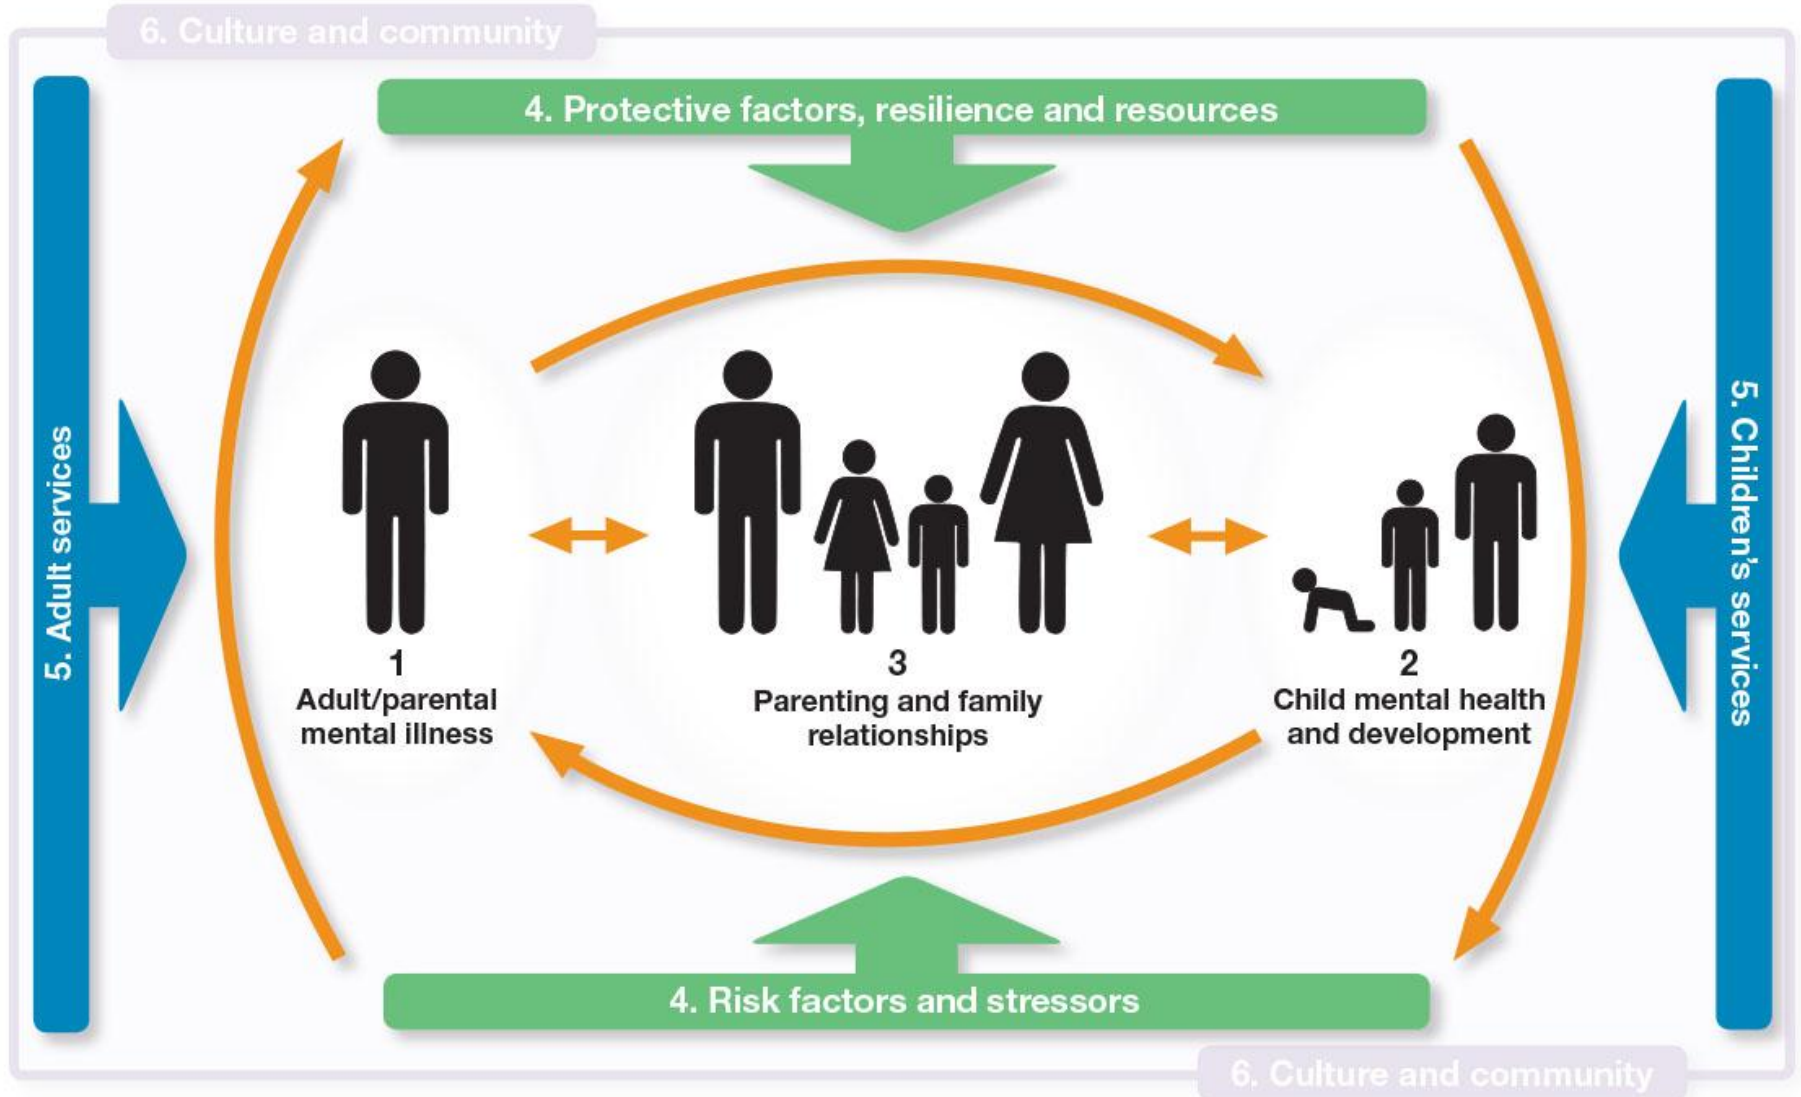 6. Culture and community
4. Protective factors, resilience and resources
5. Adult services
5. Children's services
1
Adult/parental
mental illness
3
Parenting and family
relationships
2
Child mental health
and development
4. Risk factors and stressors
6. Culture and community